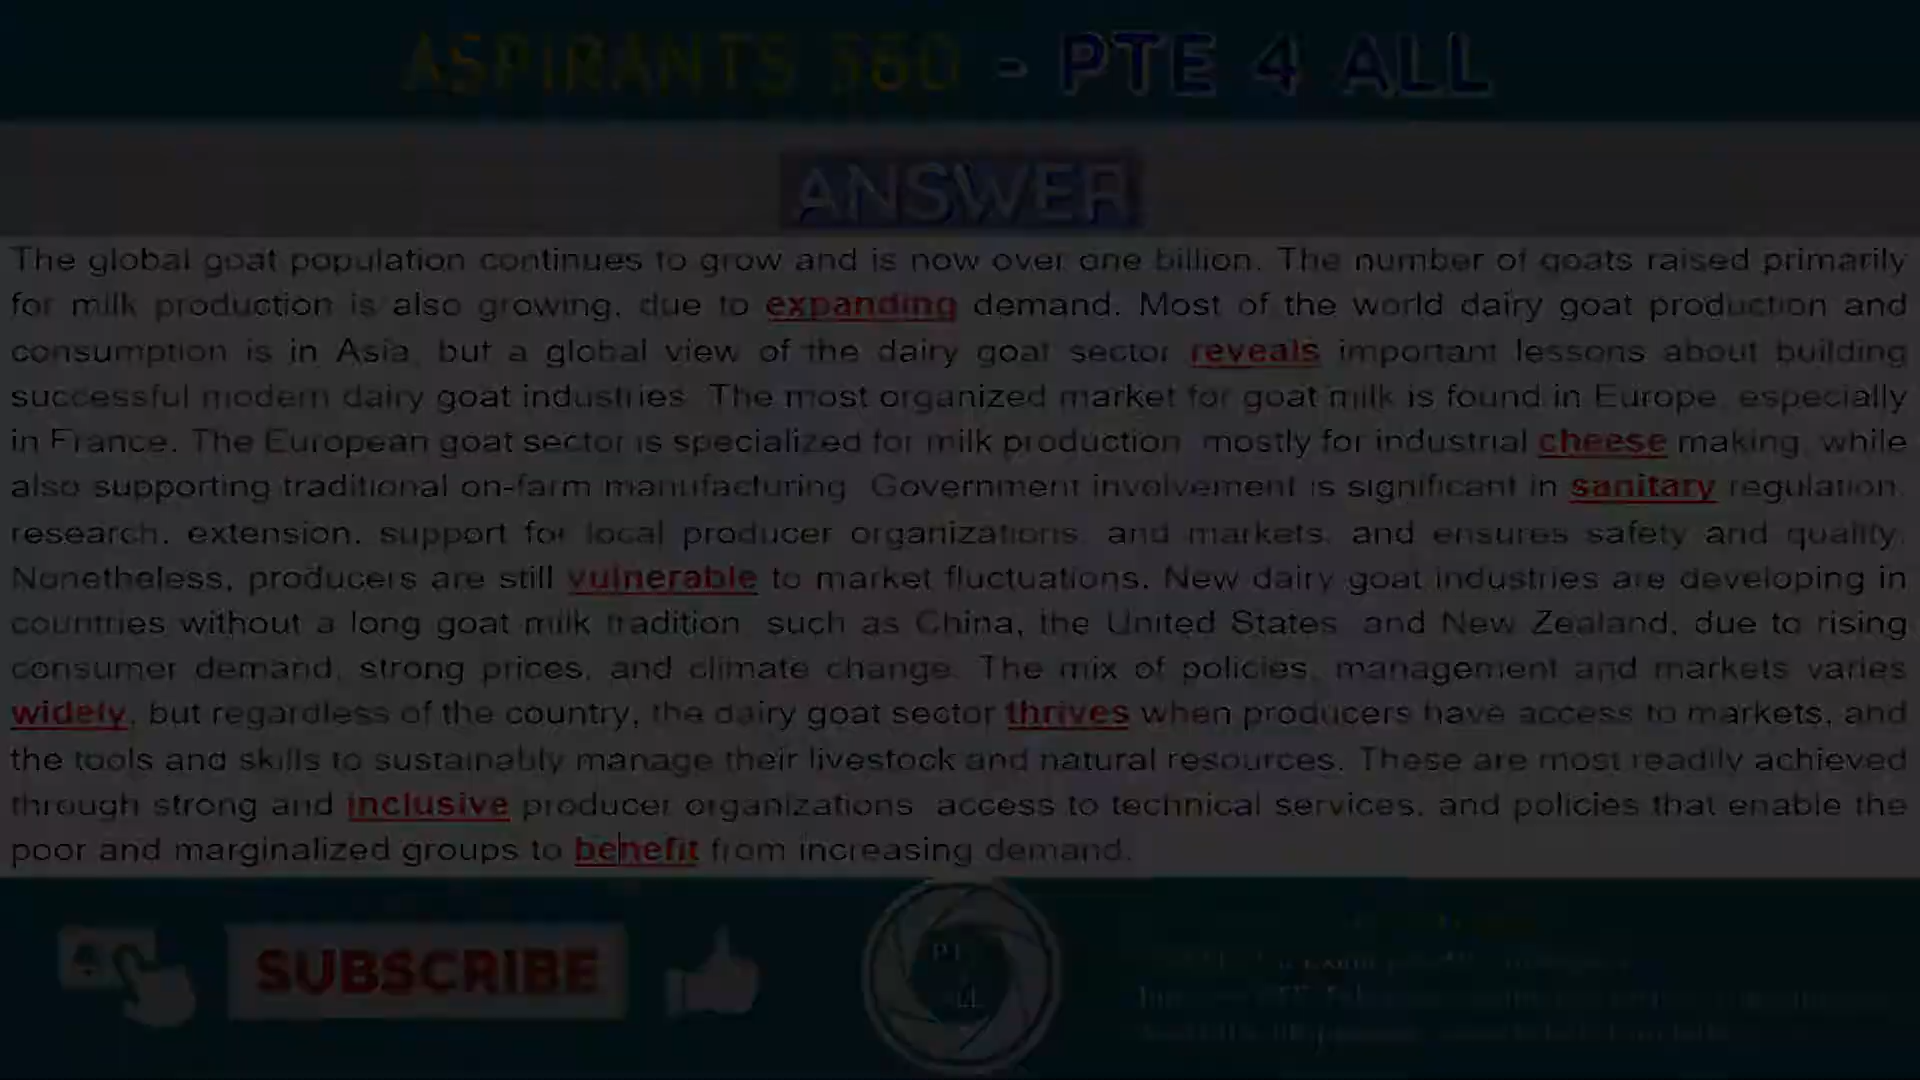 ASPIRANTS 360 - PTE 4 ALL
ANSWER
The global goat population continues to grow and is now over one billion. The number of goats raised primarily
for milk production is also growing, due to expanding demand. Most of the world dairy goat production and
consumption is in Asia, but a global view of the dairy goat sector reveals important lessons about building
successful modern dairy goat industries. The most organized market for goat milk is found in Europe, especially
in France. The European goat sector is specialized for milk production, mostly for industrial cheese making, while
also supporting traditional on-farm manufacturing. Government involvement is significant in sanitary regulation,
research, extension, support for local producer organizations, and markets, and ensures safety and quality.
Nonetheless, producers are still vulnerable to market fluctuations. New dairy goat industries are developing in
countries without a long goat milk tradition, such as China, the United States, and New Zealand, due to rising
consumer demand, strong prices, and climate change. The mix of policies, management and markets varies
widely, but regardless of the country, the dairy goat sector thrives when producers have access to markets, and
the tools and skills to sustainably manage their livestock and natural resources. These are most readily achieved
through strong and inclusive producer organizations, access to technical services, and policies that enable the
poor and marginalized groups to benefit from increasing demand.
SUBSCRIBE
ALL